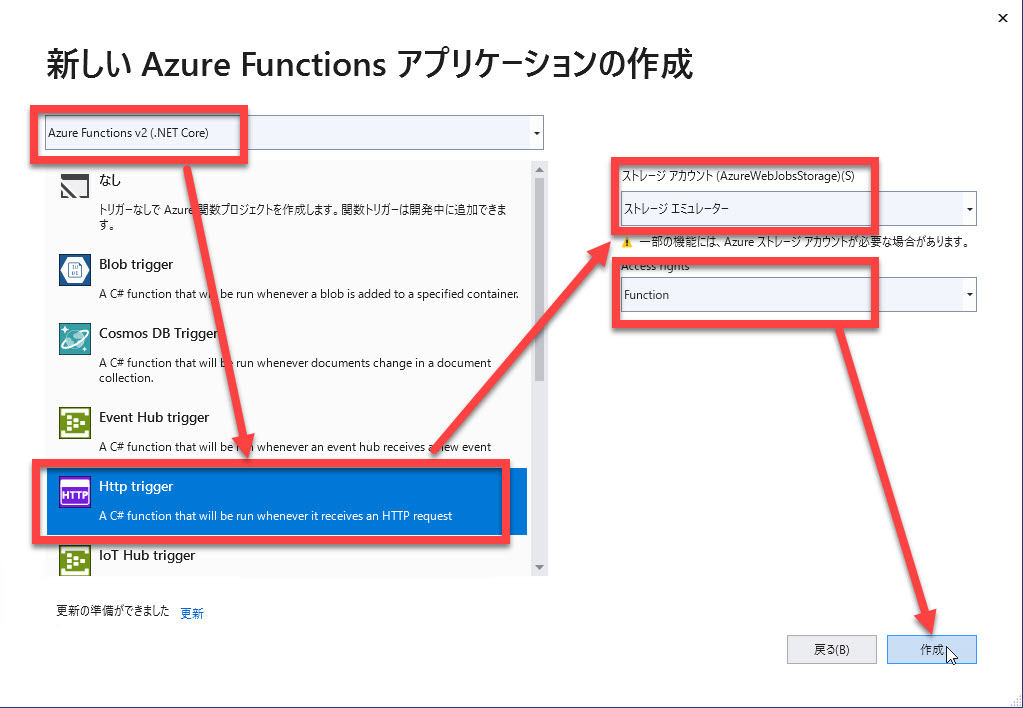 新しい Azure Functions アプリケーションの作成
Azure Functions v2 (.NET Core)
なし
トリガーなしで Azure 関数プロジェクトを作成します。関数トリガーは開発中に追加できま
す。
Blob trigger
A C# function that will be run whenever a blob is added to a specified container.
Cosmos DB Trigger
A C# function that will be run whenever documents change in a document
collection.
Event Hub trigger
A C# function that will be run whenever an event hub receives a new event
HTTP
Http trigger
A C# function that will be run whenever it receives an HTTP request
IoT Hub trigger
更新の準備ができました 更新
ストレージ アカウント (AzureWebJobsStorage)(S)
ストレージ エミュレーター
一部の機能には、Azure ストレージ アカウントが必要な場合があります。
Access rights
Function
戻る(B)
作成